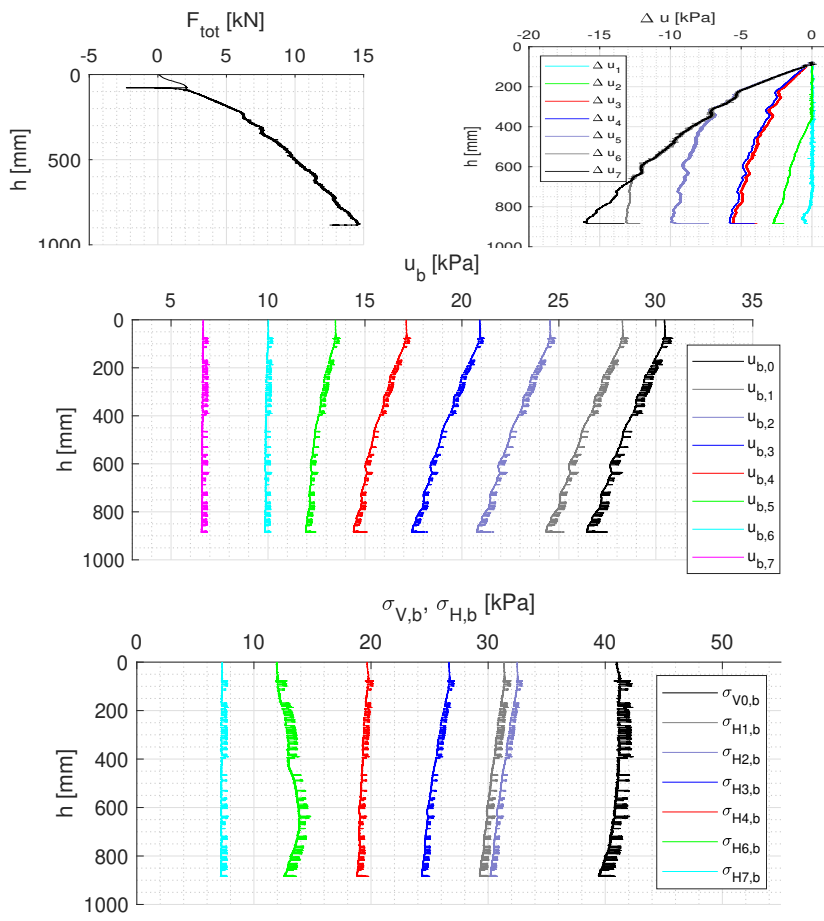 F_tot [kN]
-5 0 5 10 15
0
500
1000
h [mm]
Δ u [kPa]
-20 -15 -10 -5 0
0
200
400
600
800
1000
h [mm]
Δ u_1
Δ u_2
Δ u_3
Δ u_4
Δ u_5
Δ u_6
Δ u_7
u_b [kPa]
5 10 15 20 25 30 35
0
200
400
600
800
1000
h [mm]
u_b,0
u_b,1
u_b,2
u_b,3
u_b,4
u_b,5
u_b,6
u_b,7
σ_V,b, σ_H,b [kPa]
0 10 20 30 40 50
0
200
400
600
800
1000
h [mm]
σ_V0,b
σ_H1,b
σ_H2,b
σ_H3,b
σ_H4,b
σ_H6,b
σ_H7,b